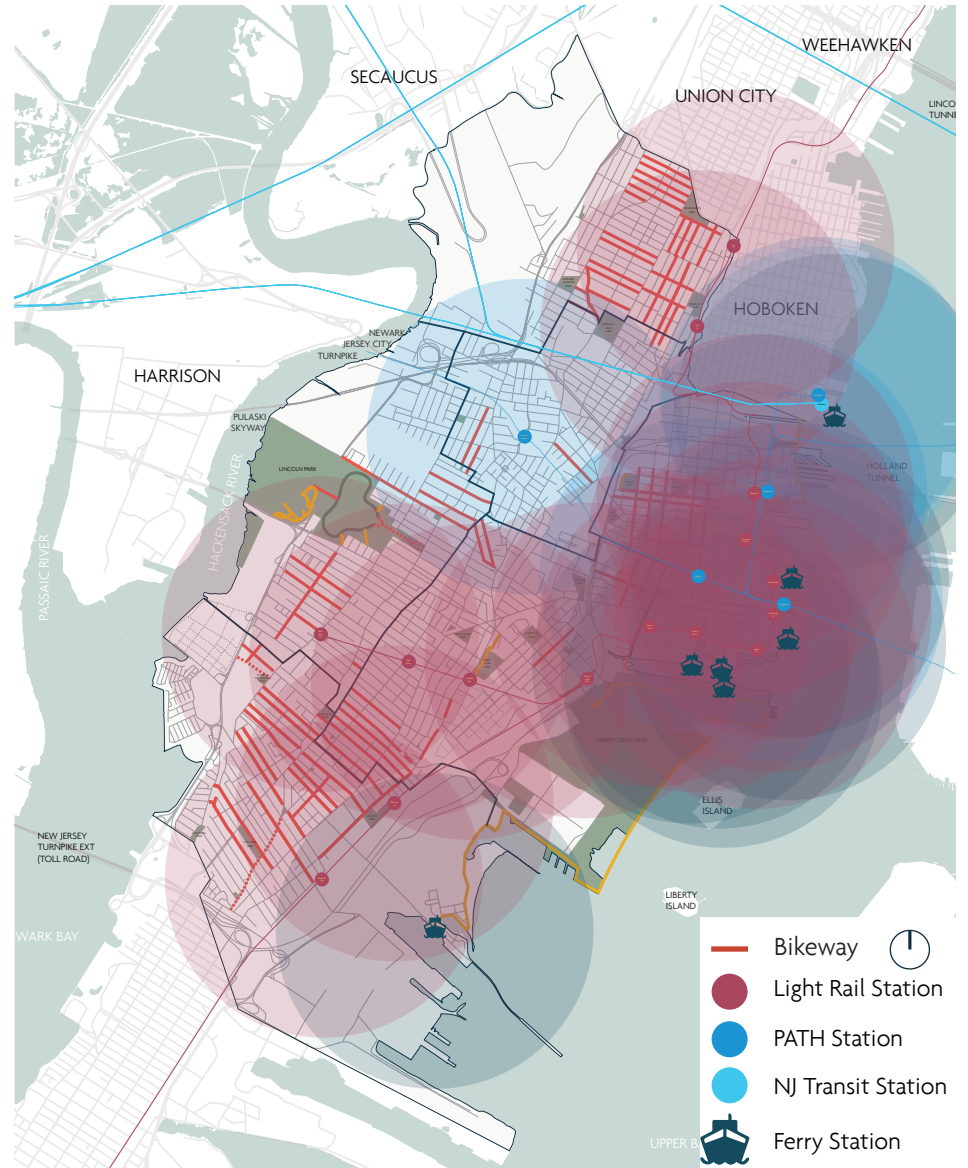 WEEHAWKEN
SECAUCUS
UNION CITY
LINCO
TUNNE
HOBOKEN
NEWARK
JERSEY CITY
TURNPIKE
HARRISON
PULASKI
SKYWAY
LINCOLN PARK
HOLLAND
TUNNEL
HACKENSACK RIVER
PASSAIC RIVER
LIBERTY STATE PARK
ELLIS
ISLAND
NEW JERSEY
TURNPIKE EXT
(TOLL ROAD)
LIBERTY
ISLAND
WARK BAY
UPPER B
Bikeway
Light Rail Station
PATH Station
NJ Transit Station
Ferry Station